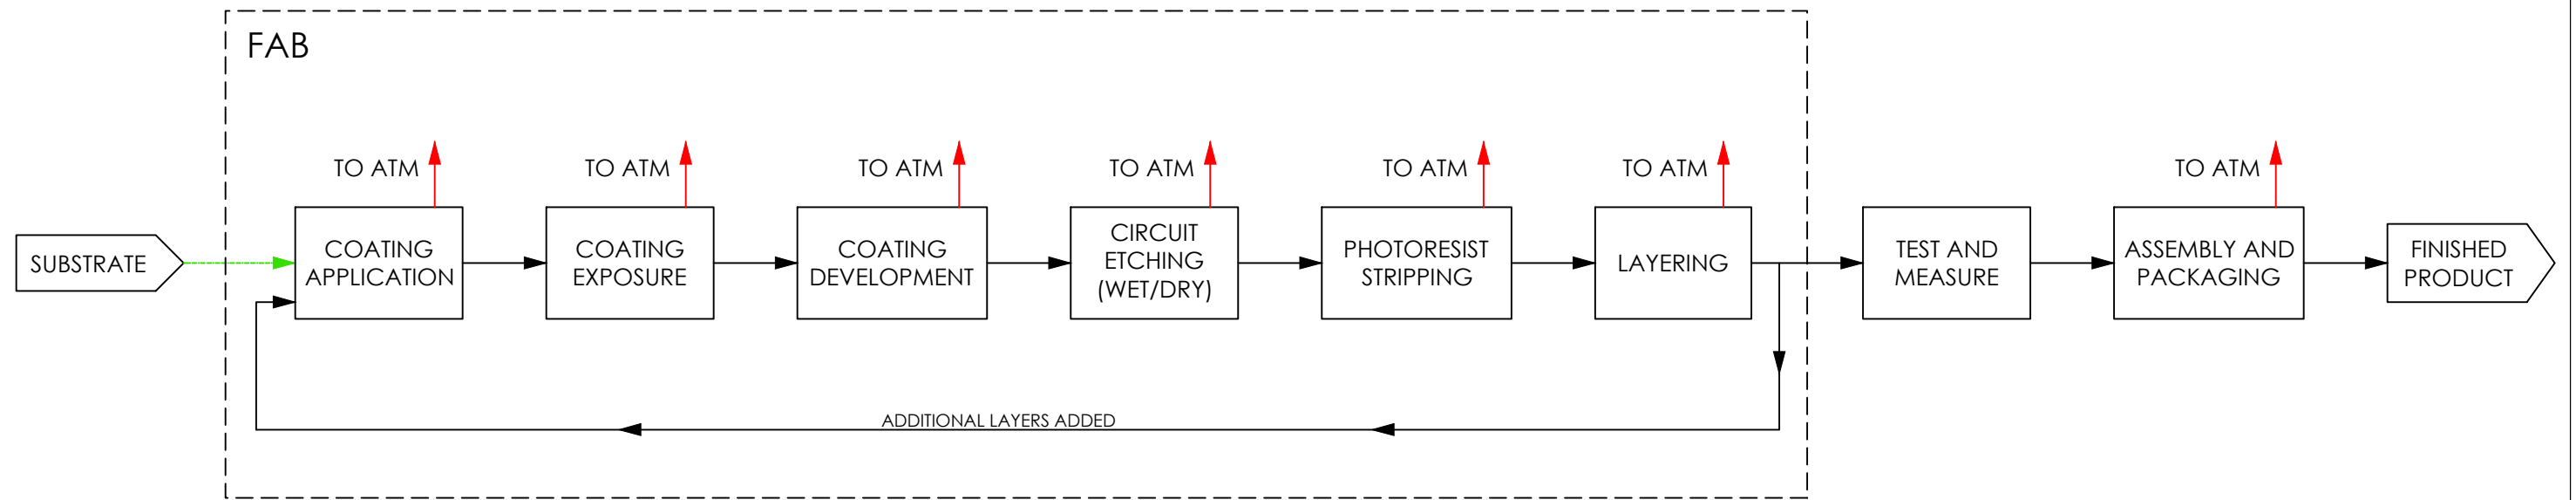 FAB
TO ATM
TO ATM
TO ATM
TO ATM
TO ATM
TO ATM
TO ATM
SUBSTRATE
COATING
APPLICATION
COATING
EXPOSURE
COATING
DEVELOPMENT
CIRCUIT
ETCHING
(WET/DRY)
PHOTORESIST
STRIPPING
LAYERING
TEST AND
MEASURE
ASSEMBLY AND
PACKAGING
FINISHED
PRODUCT
ADDITIONAL LAYERS ADDED